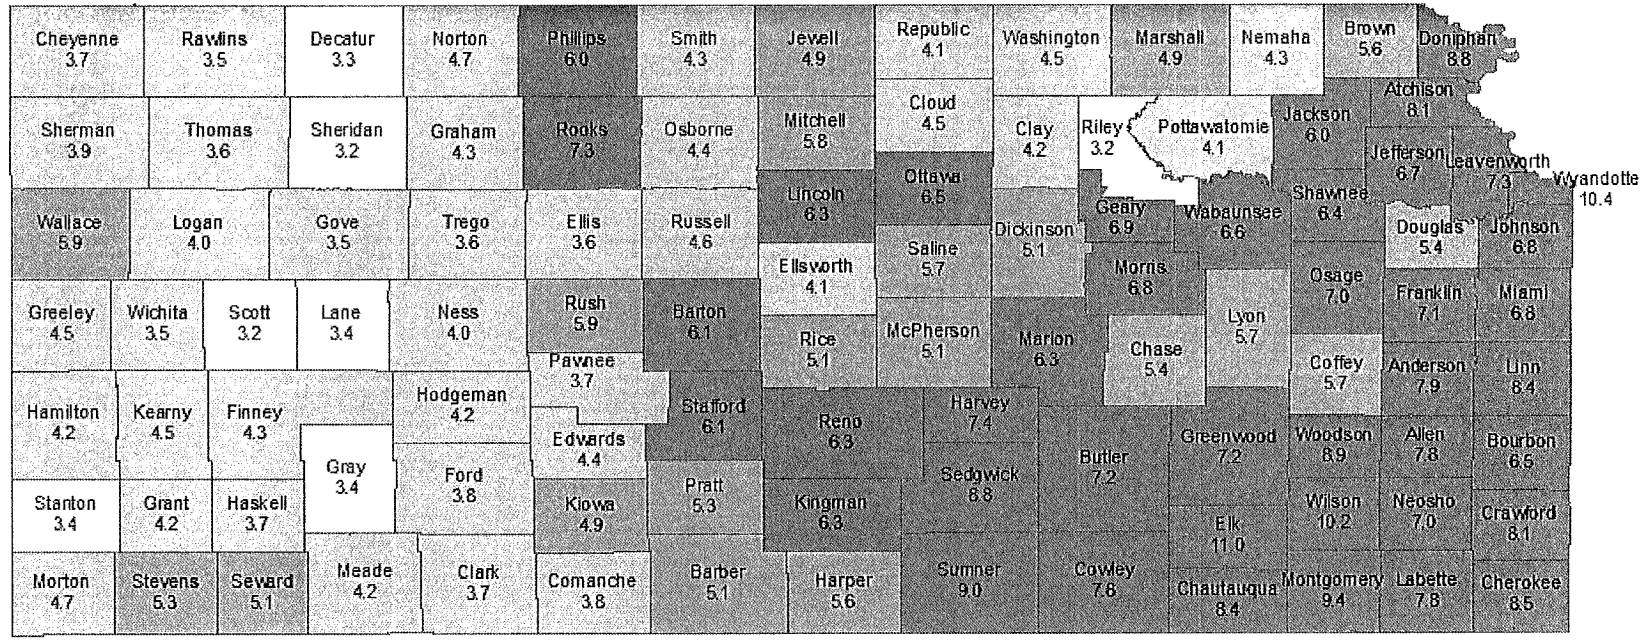 Cheyenne
3.7
Rawlins
3.5
Decatur
3.3
Norton
4.7
Phillips
6.0
Smith
4.3
Jewell
4.9
Republic
4.1
Washington
4.5
Marshall
4.9
Nemaha
4.3
Brown
5.6
Doniphan
8.8
Sherman
3.9
Thomas
3.6
Sheridan
3.2
Graham
4.3
Rooks
7.3
Osborne
4.4
Mitchell
5.8
Cloud
4.5
Clay
4.2
Riley
3.2
Pottawatomie
4.1
Jackson
6.0
Atchison
8.1
Jefferson
6.7
Leavenworth
7.3
Wyandotte
10.4
Wallace
5.9
Logan
4.0
Gove
3.5
Trego
3.6
Ellis
3.6
Russell
4.6
Lincoln
6.3
Ottawa
6.5
Saline
5.7
Dickinson
5.1
Geary
6.9
Wabaunsee
6.6
Shawnee
6.4
Douglas
5.4
Johnson
6.8
Ellsworth
4.1
Morris
6.8
Osage
7.0
Franklin
7.1
Miami
6.8
Greeley
4.5
Wichita
3.5
Scott
3.2
Lane
3.4
Ness
4.0
Rush
5.9
Barton
6.1
Rice
5.1
McPherson
5.1
Marion
6.3
Chase
5.4
Lyon
5.7
Coffey
5.7
Anderson
7.9
Linn
8.4
Pawnee
3.7
Hamilton
4.2
Kearny
4.5
Finney
4.3
Hodgeman
4.2
Stafford
6.1
Reno
6.3
Harvey
7.4
Edwards
4.4
Gray
3.4
Ford
3.8
Sedgwick
8.8
Butler
7.2
Greenwood
7.2
Woodson
8.9
Allen
7.8
Bourbon
6.5
Stanton
3.4
Grant
4.2
Haskell
3.7
Kiowa
4.9
Pratt
5.3
Kingman
6.3
Elk
11.0
Wilson
10.2
Neosho
7.0
Crawford
8.1
Morton
4.7
Stevens
5.3
Seward
5.1
Meade
4.2
Clark
3.7
Comanche
3.8
Barber
5.1
Harper
5.6
Sumner
9.0
Cowley
7.8
Chautauqua
8.4
Montgomery
9.4
Labette
7.8
Cherokee
8.5